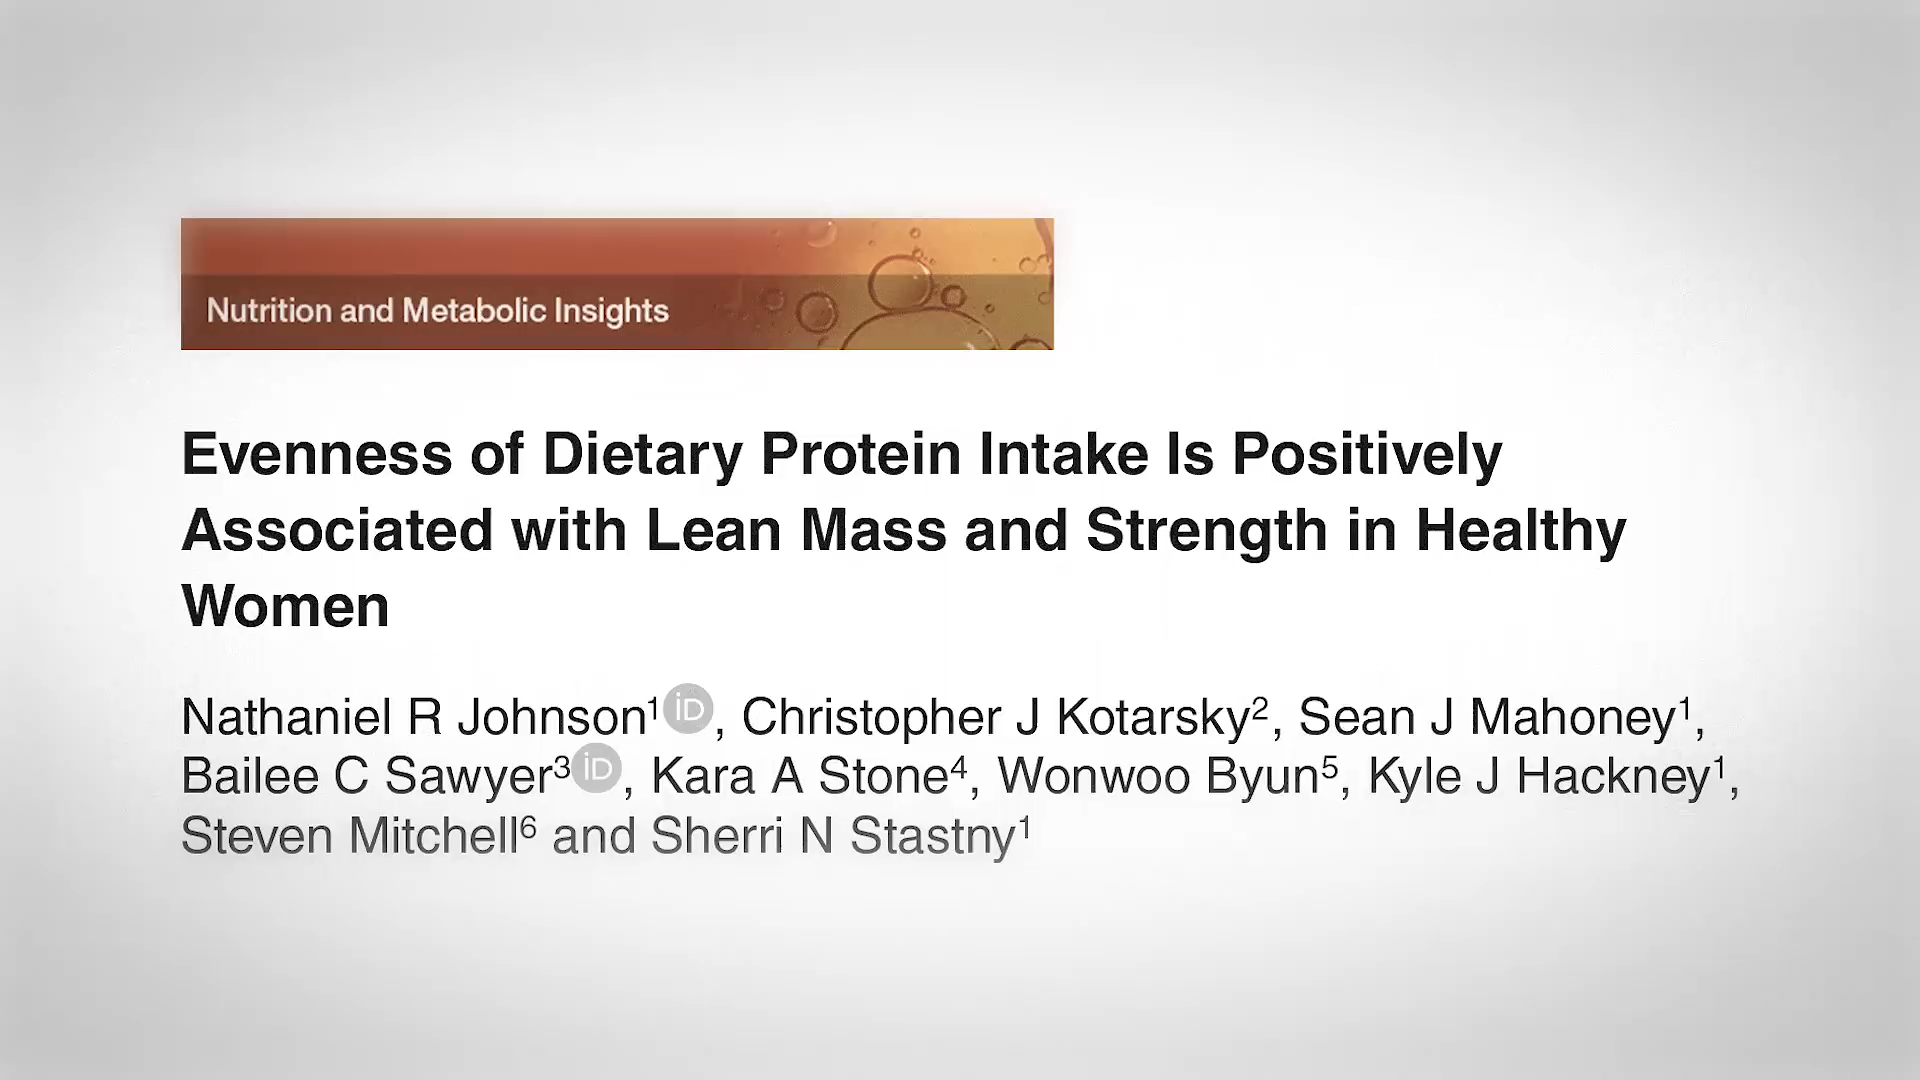 Nutrition and Metabolic Insights
Evenness of Dietary Protein Intake Is Positively
Associated with Lean Mass and Strength in Healthy
Women
Nathaniel R Johnson¹ iD, Christopher J Kotarsky², Sean J Mahoney¹,
Bailee C Sawyer³ iD, Kara A Stone⁴, Wonwoo Byun⁵, Kyle J Hackney¹,
Steven Mitchell⁶ and Sherri N Stastny¹